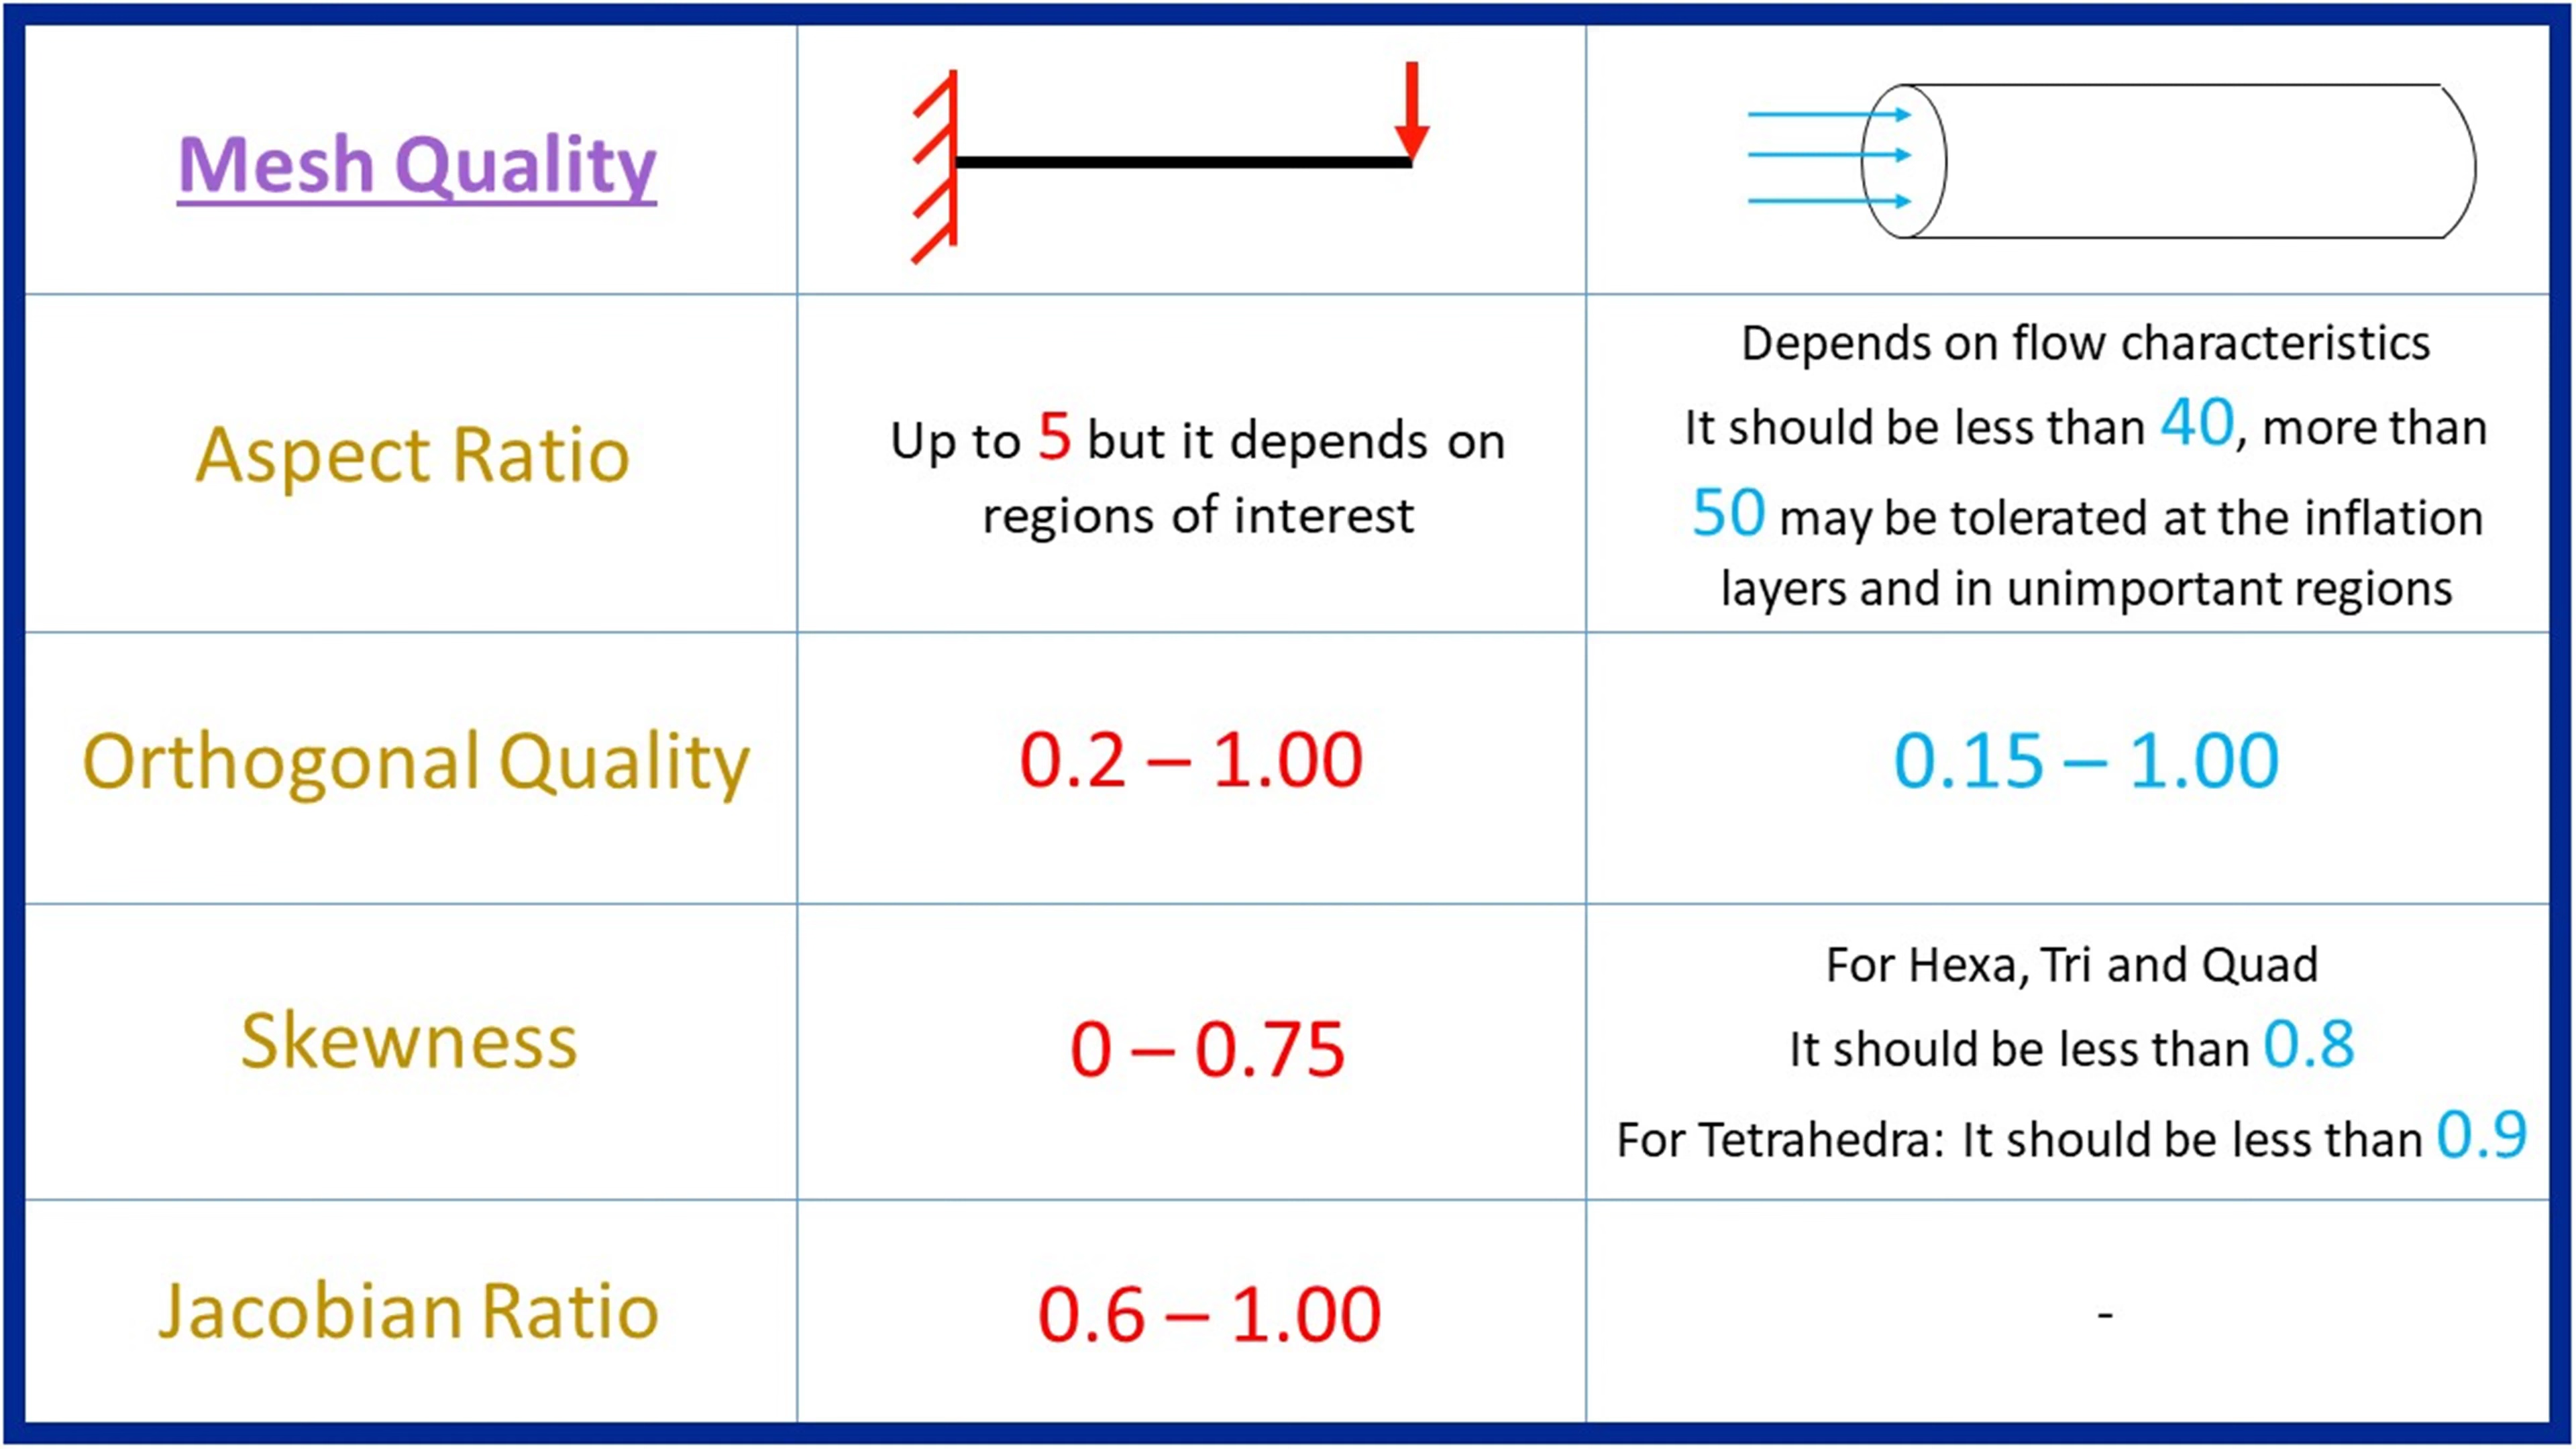 Mesh Quality
Aspect Ratio
Up to 5 but it depends on
regions of interest
Depends on flow characteristics
It should be less than 40, more than
50 may be tolerated at the inflation
layers and in unimportant regions
Orthogonal Quality
0.2 – 1.00
0.15 – 1.00
Skewness
0 – 0.75
For Hexa, Tri and Quad
It should be less than 0.8
For Tetrahedra: It should be less than 0.9
Jacobian Ratio
0.6 – 1.00
-